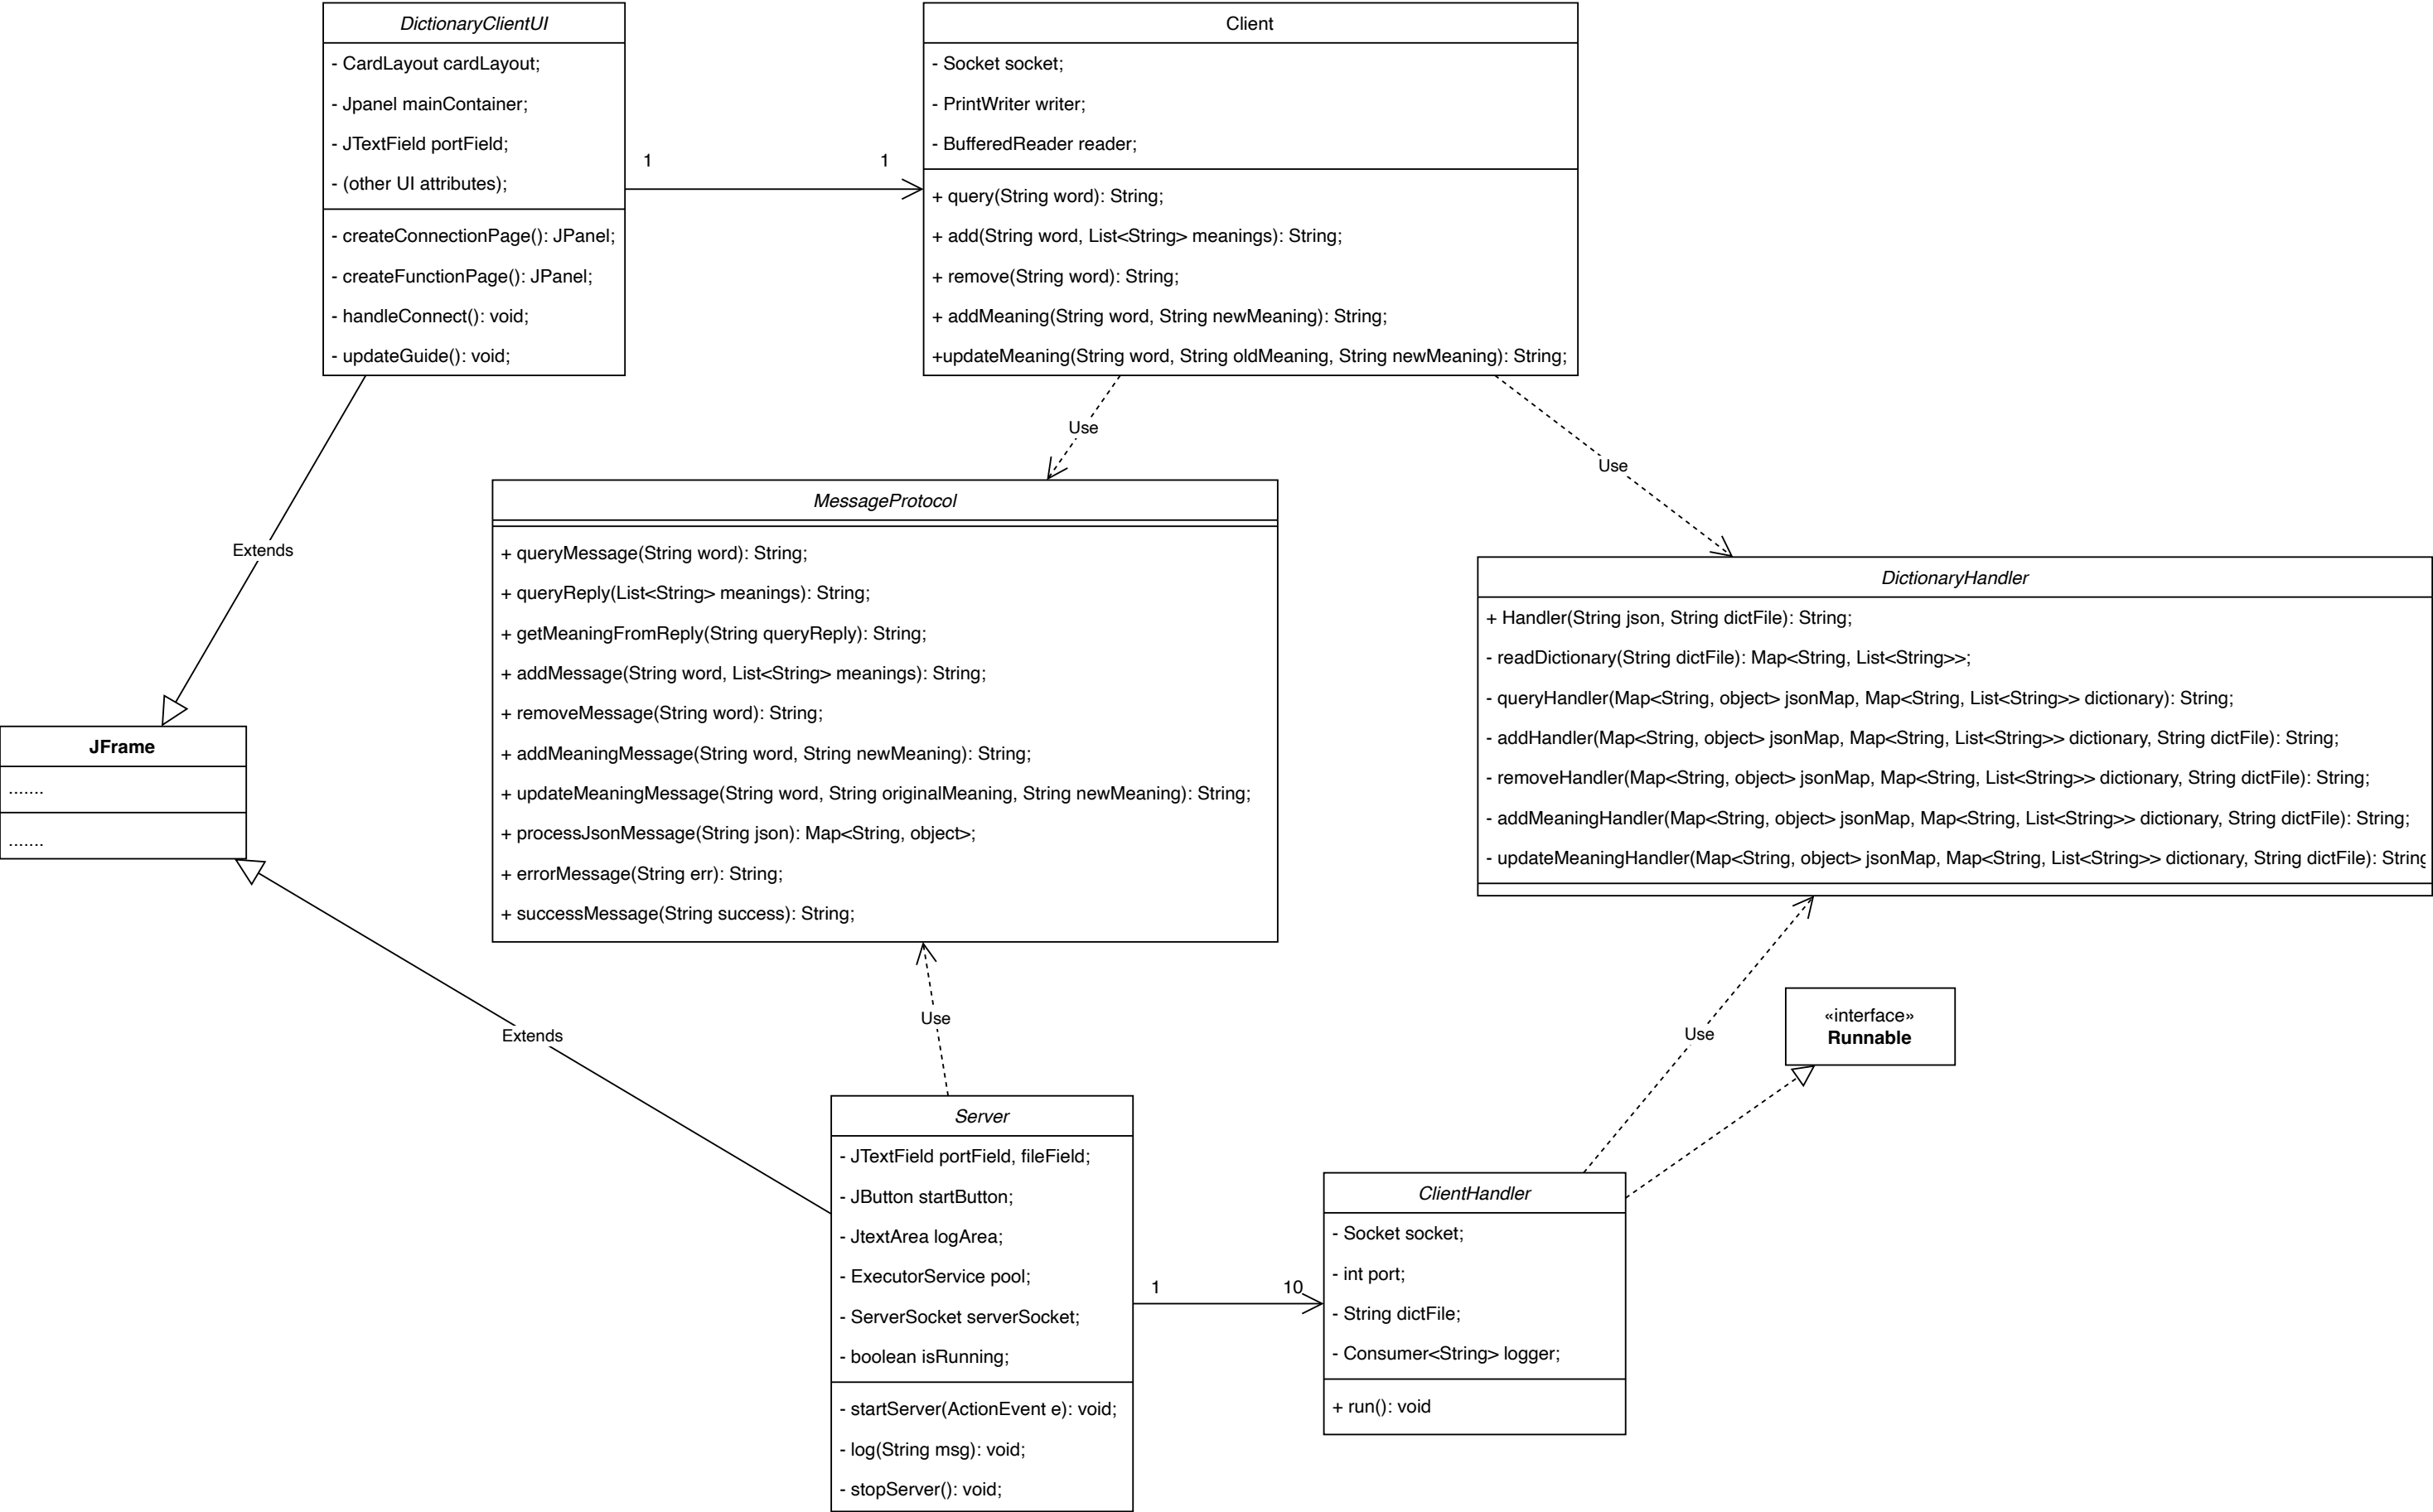 DictionaryClientUI
- CardLayout cardLayout;
- Jpanel mainContainer;
- JTextField portField;
- (other UI attributes);
- createConnectionPage(): JPanel;
- createFunctionPage(): JPanel;
- handleConnect(): void;
- updateGuide(): void;
1
1
Client
- Socket socket;
- PrintWriter writer;
- BufferedReader reader;
+ query(String word): String;
+ add(String word, List<String> meanings): String;
+ remove(String word): String;
+ addMeaning(String word, String newMeaning): String;
+updateMeaning(String word, String oldMeaning, String newMeaning): String;
Use
Use
Extends
MessageProtocol
+ queryMessage(String word): String;
+ queryReply(List<String> meanings): String;
+ getMeaningFromReply(String queryReply): String;
+ addMessage(String word, List<String> meanings): String;
+ removeMessage(String word): String;
+ addMeaningMessage(String word, String newMeaning): String;
+ updateMeaningMessage(String word, String originalMeaning, String newMeaning): String;
+ processJsonMessage(String json): Map<String, object>;
+ errorMessage(String err): String;
+ successMessage(String success): String;
DictionaryHandler
+ Handler(String json, String dictFile): String;
- readDictionary(String dictFile): Map<String, List<String>>;
- queryHandler(Map<String, object> jsonMap, Map<String, List<String>> dictionary): String;
- addHandler(Map<String, object> jsonMap, Map<String, List<String>> dictionary, String dictFile): String;
- removeHandler(Map<String, object> jsonMap, Map<String, List<String>> dictionary, String dictFile): String;
- addMeaningHandler(Map<String, object> jsonMap, Map<String, List<String>> dictionary, String dictFile): String;
- updateMeaningHandler(Map<String, object> jsonMap, Map<String, List<String>> dictionary, String dictFile): String
JFrame
.......
.......
Extends
Use
Use
«interface»
Runnable
Server
- JTextField portField, fileField;
- JButton startButton;
- JtextArea logArea;
- ExecutorService pool;
- ServerSocket serverSocket;
- boolean isRunning;
- startServer(ActionEvent e): void;
- log(String msg): void;
- stopServer(): void;
1
10
ClientHandler
- Socket socket;
- int port;
- String dictFile;
- Consumer<String> logger;
+ run(): void